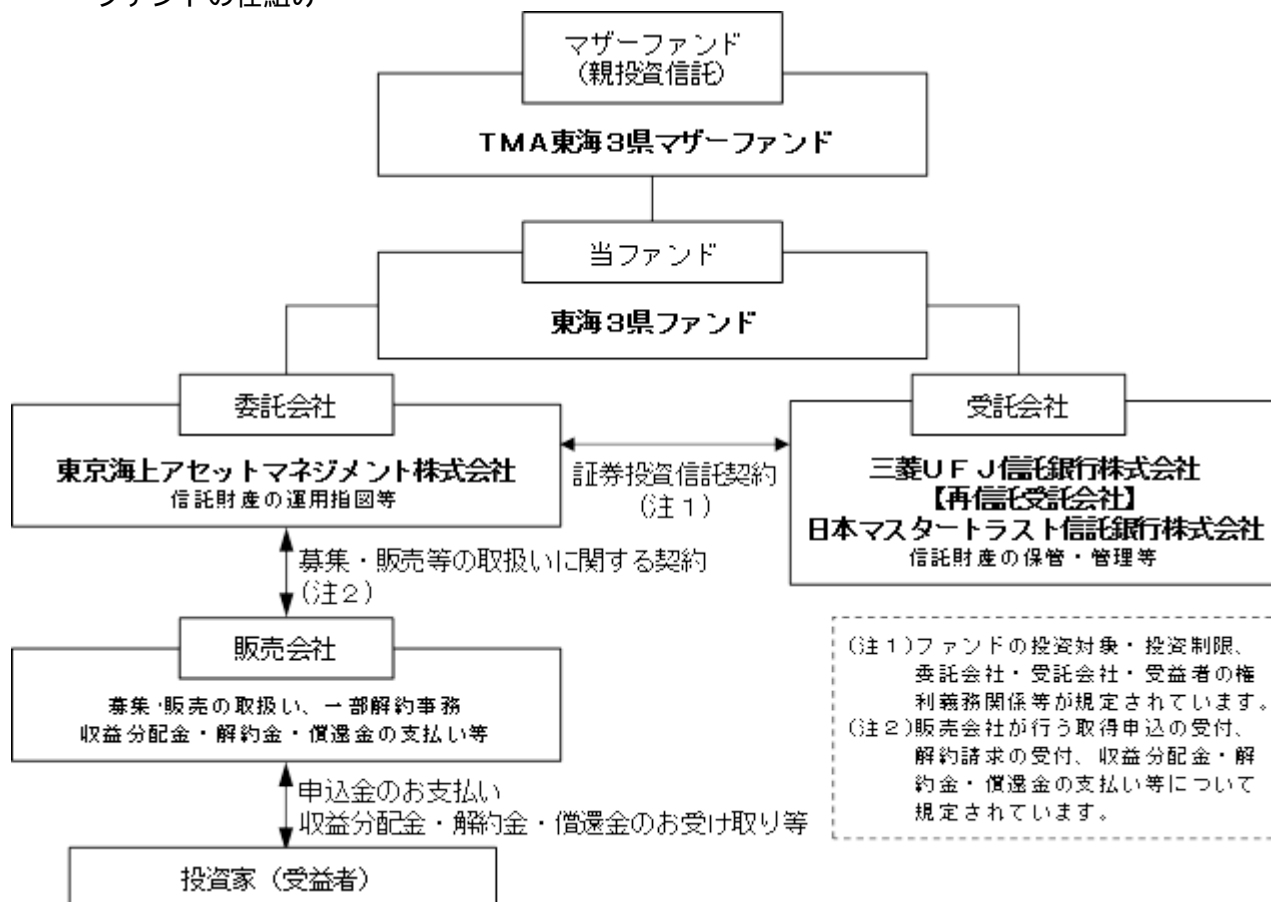 ファンドの仕組み
マザーファンド
(親投資信託)
TMA東海3県マザーファンド
当ファンド
東海3県ファンド
委託会社
東京海上アセットマネジメント株式会社
信託財産の運用指図等
証券投資信託契約
(注1)
受託会社
三菱UFJ信託銀行株式会社
【再信託受託会社】
日本マスタートラスト信託銀行株式会社
信託財産の保管・管理等
募集・販売等の取扱いに関する契約
(注2)
販売会社
募集・販売の取扱い、一部解約事務
収益分配金・解約金・償還金の支払い等
申込金のお支払い
収益分配金・解約金・償還金のお受け取り等
投資家(受益者)
(注1)ファンドの投資対象・投資制限、
委託会社・受託会社・受益者の権
利義務関係等が規定されています。
(注2)販売会社が行う取得申込の受付、
解約請求の受付、収益分配金・解
約金・償還金の支払い等について
規定されています。